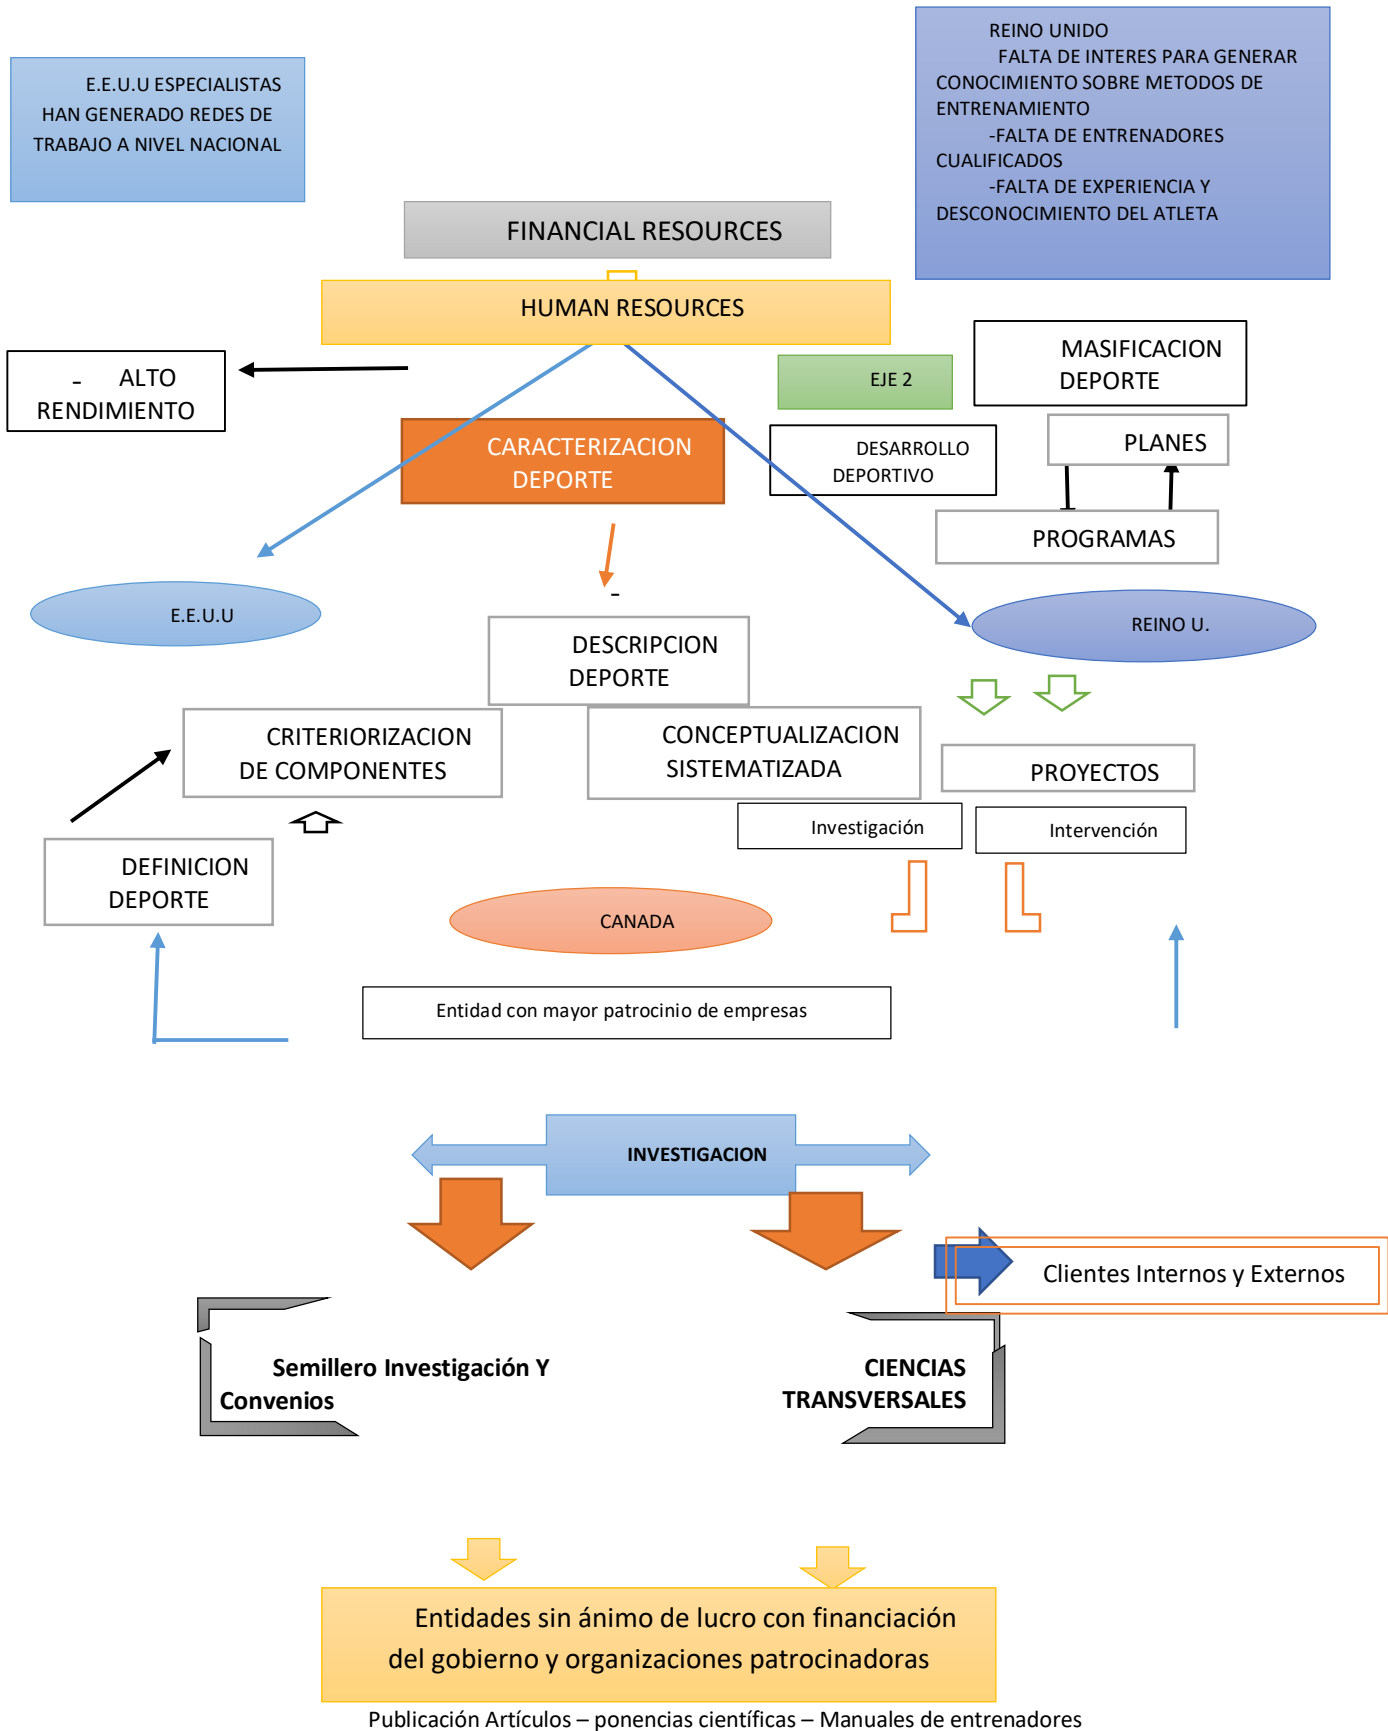 E.E.U.U ESPECIALISTAS
HAN GENERADO REDES DE
TRABAJO A NIVEL NACIONAL
REINO UNIDO
FALTA DE INTERES PARA GENERAR
CONOCIMIENTO SOBRE METODOS DE
ENTRENAMIENTO
-FALTA DE ENTRENADORES
CUALIFICADOS
-FALTA DE EXPERIENCIA Y
DESCONOCIMIENTO DEL ATLETA
FINANCIAL RESOURCES
HUMAN RESOURCES
- ALTO
RENDIMIENTO
EJE 2
MASIFICACION
DEPORTE
CARACTERIZACION
DEPORTE
DESARROLLO
DEPORTIVO
PLANES
PROGRAMAS
E.E.U.U
-
REINO U.
DESCRIPCION
DEPORTE
CRITERIORIZACION
DE COMPONENTES
CONCEPTUALIZACION
SISTEMATIZADA
PROYECTOS
Investigación
Intervención
DEFINICION
DEPORTE
CANADA
Entidad con mayor patrocinio de empresas
INVESTIGACION
Clientes Internos y Externos
Semillero Investigación Y
Convenios
CIENCIAS
TRANSVERSALES
Entidades sin ánimo de lucro con financiación
del gobierno y organizaciones patrocinadoras
Publicación Artículos – ponencias científicas – Manuales de entrenadores